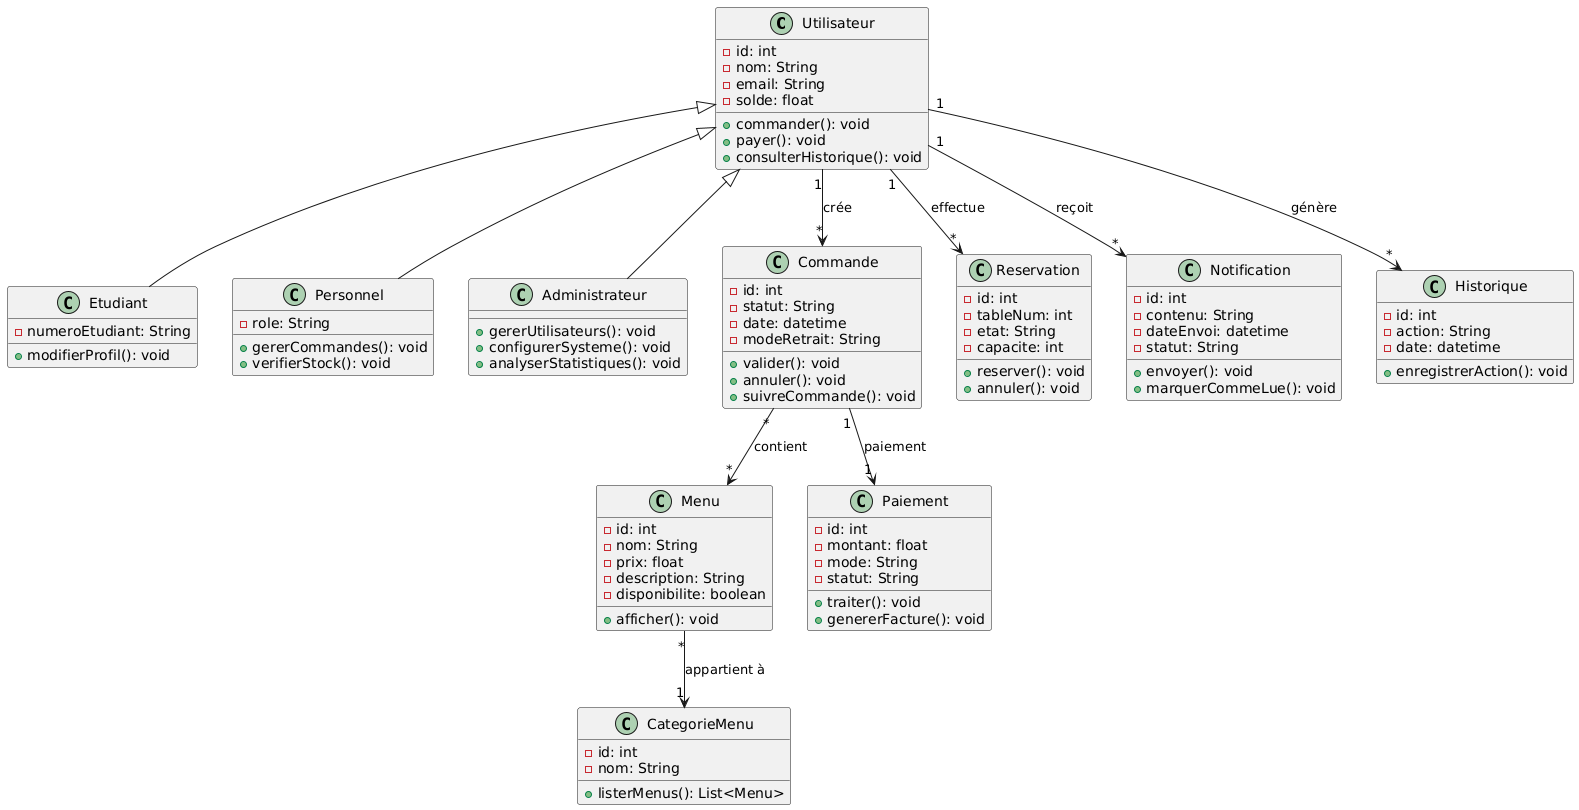 C Utilisateur
id: int
nom: String
email: String
solde: float
commander(): void
payer(): void
consulterHistorique(): void
1
1
1
1
crée
effectue
reçoit
génère
*
*
*
*
C Etudiant
numeroEtudiant: String
modifierProfil(): void
C Personnel
role: String
gererCommandes(): void
verifierStock(): void
C Administrateur
gererUtilisateurs(): void
configurerSysteme(): void
analyserStatistiques(): void
C Commande
id: int
statut: String
date: datetime
modeRetrait: String
valider(): void
annuler(): void
suivreCommande(): void
C Reservation
id: int
tableNum: int
etat: String
capacite: int
reserver(): void
annuler(): void
C Notification
id: int
contenu: String
dateEnvoi: datetime
statut: String
envoyer(): void
marquerCommeLue(): void
C Historique
id: int
action: String
date: datetime
enregistrerAction(): void
*
1
contient
paiement
*
1
C Menu
id: int
nom: String
prix: float
description: String
disponibilite: boolean
afficher(): void
C Paiement
id: int
montant: float
mode: String
statut: String
traiter(): void
genererFacture(): void
*
appartient à
1
C CategorieMenu
id: int
nom: String
listerMenus(): List<Menu>